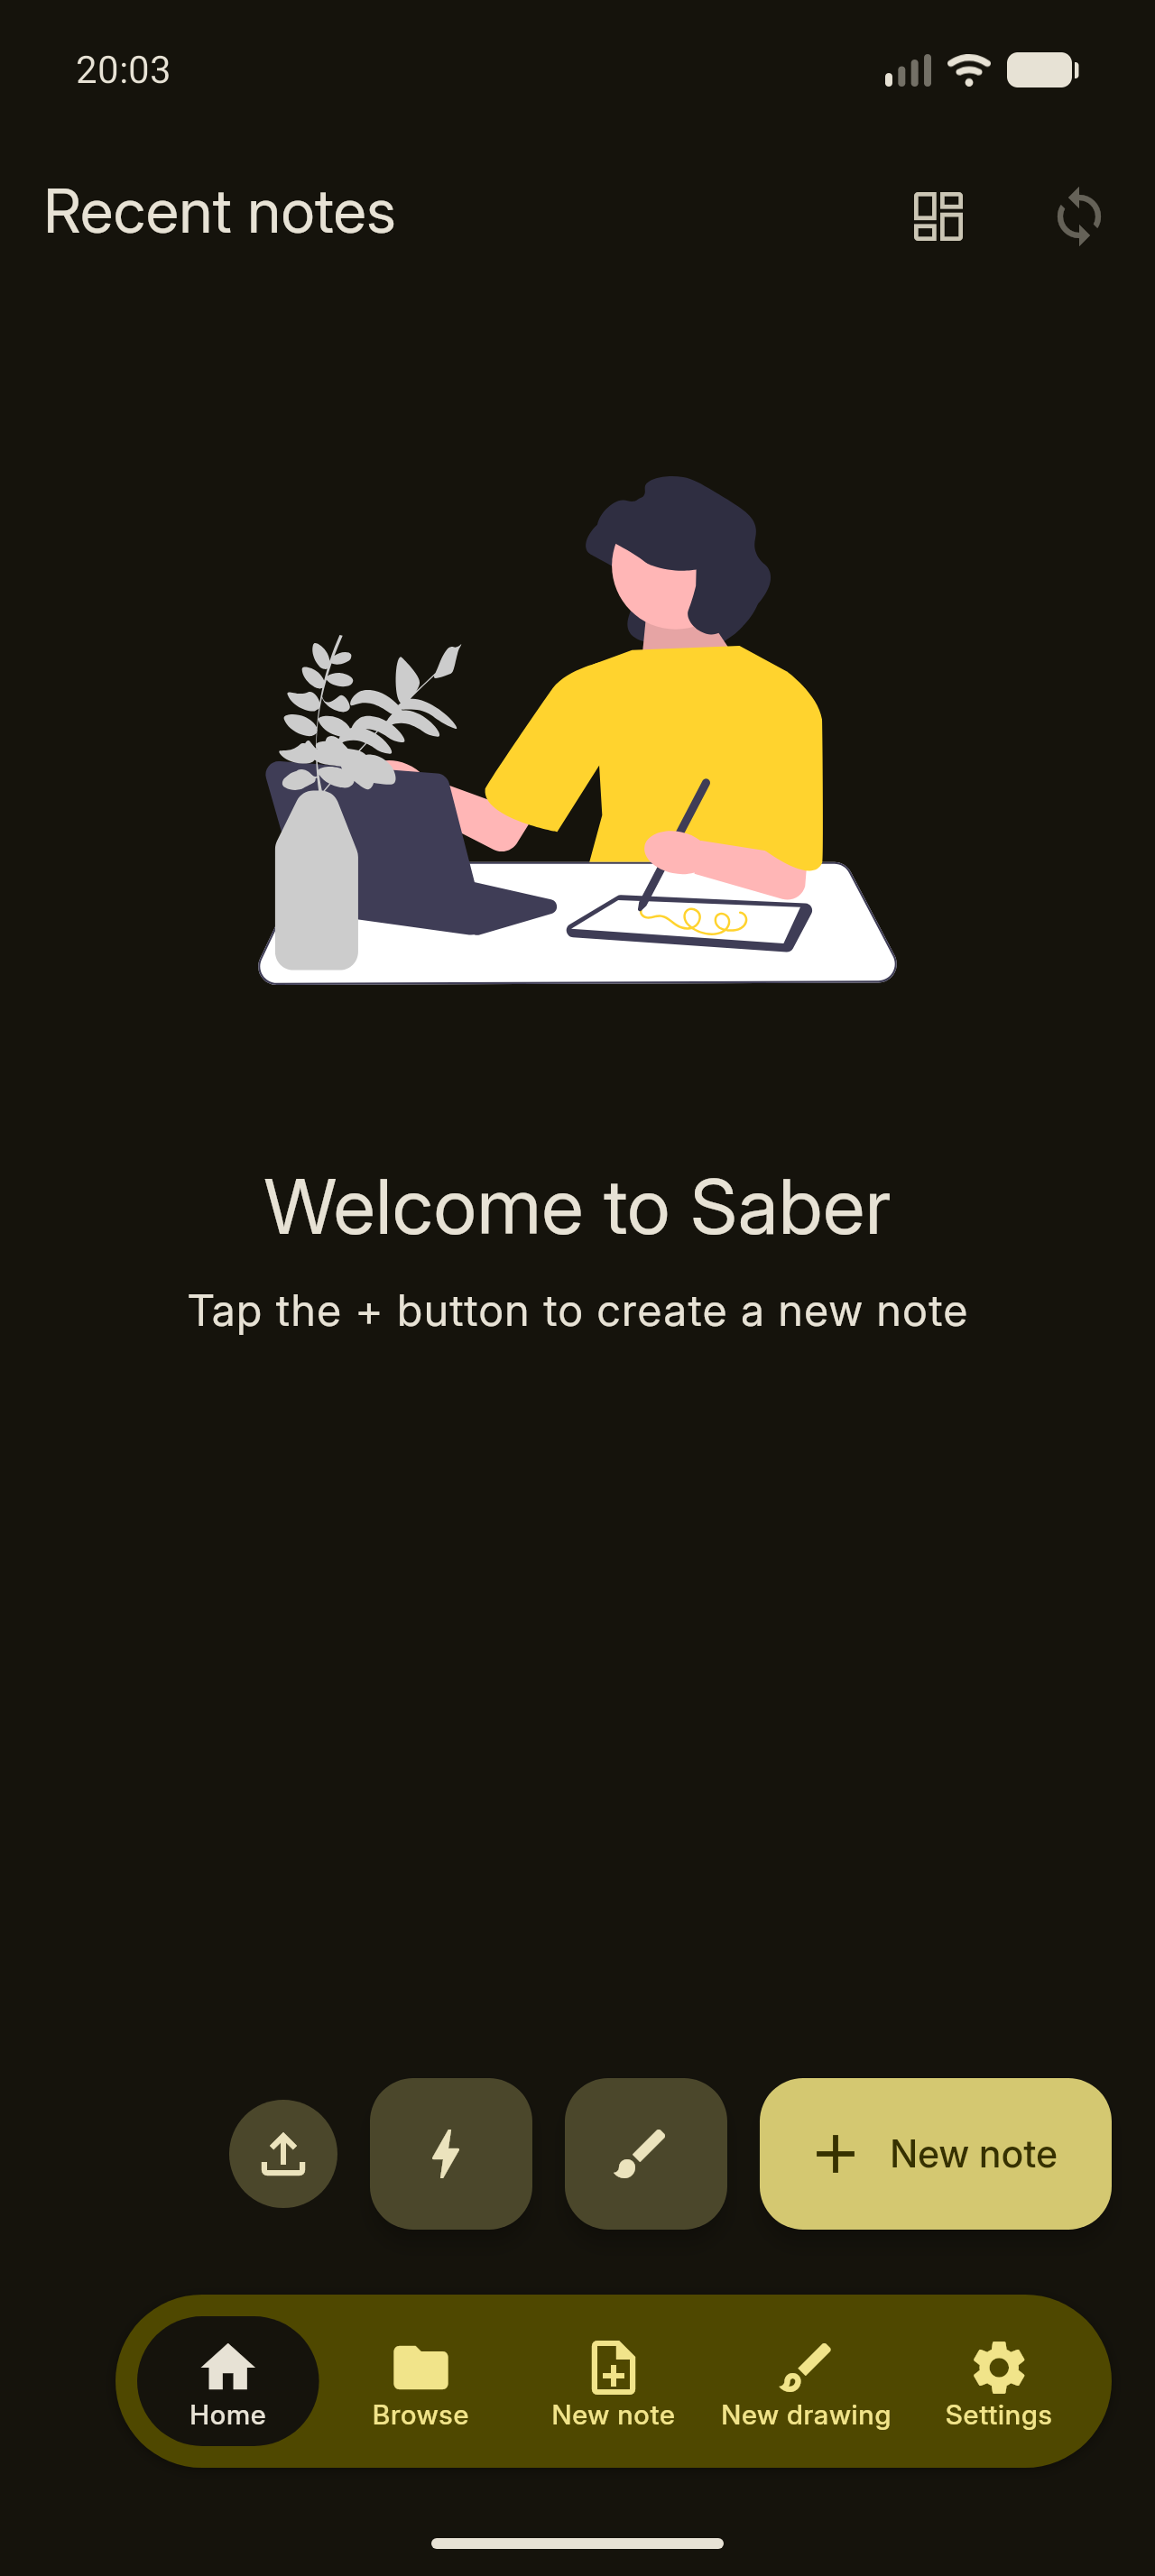 20:03
Recent notes
Welcome to Saber
Tap the + button to create a new note
New note
Home
Browse
New note
New drawing
Settings